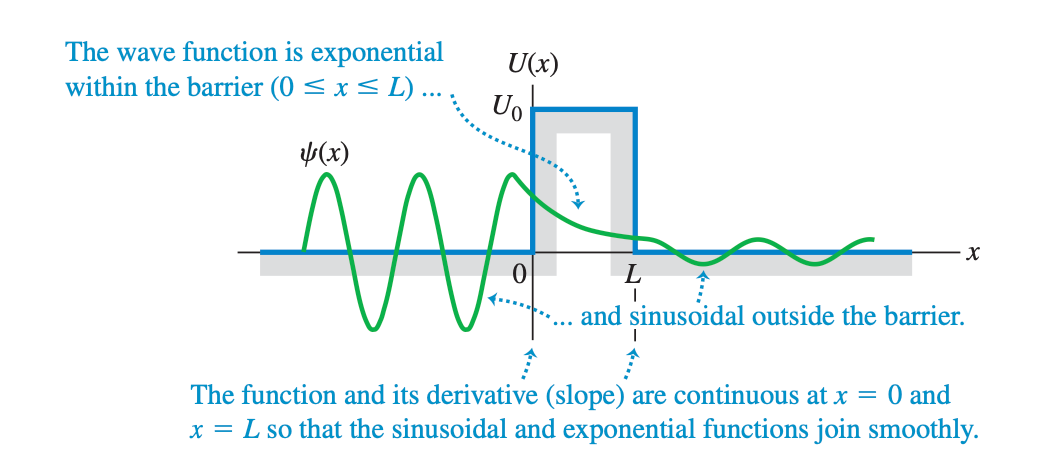 The wave function is exponential
within the barrier (0 ≤ x ≤ L) ...
U(x)
U₀
ψ(x)
x
0
L
... and sinusoidal outside the barrier.
The function and its derivative (slope) are continuous at x = 0 and
x = L so that the sinusoidal and exponential functions join smoothly.